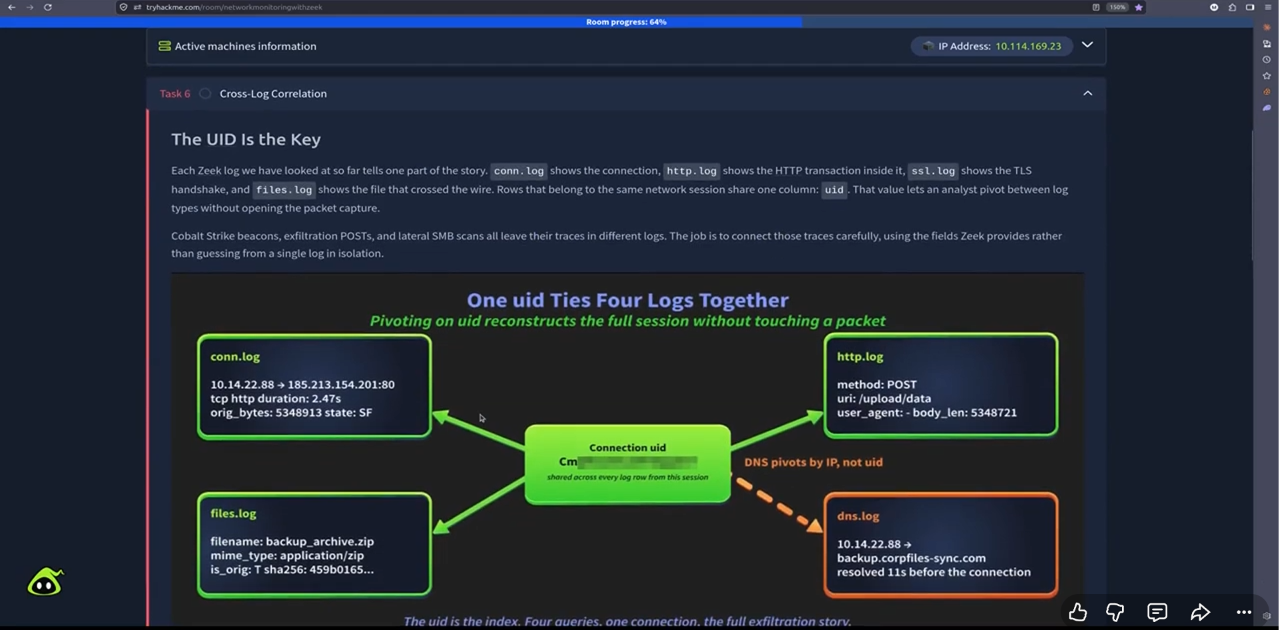 tryhackme.com/room/networkmonitoringwithzeek
150%
Room progress: 64%
Active machines information
IP Address: 10.114.169.23
Task 6
Cross-Log Correlation
The UID Is the Key
Each Zeek log we have looked at so far tells one part of the story. conn.log shows the connection, http.log shows the HTTP transaction inside it, ssl.log shows the TLS
handshake, and files.log shows the file that crossed the wire. Rows that belong to the same network session share one column: uid. That value lets an analyst pivot between log
types without opening the packet capture.
Cobalt Strike beacons, exfiltration POSTs, and lateral SMB scans all leave their traces in different logs. The job is to connect those traces carefully, using the fields Zeek provides rather
than guessing from a single log in isolation.
One uid Ties Four Logs Together
Pivoting on uid reconstructs the full session without touching a packet
conn.log
10.14.22.88 → 185.213.154.201:80
tcp http duration: 2.47s
orig_bytes: 5348913 state: SF
http.log
method: POST
uri: /upload/data
user_agent: - body_len: 5348721
Connection uid
Cm
shared across every log row from this session
DNS pivots by IP, not uid
files.log
filename: backup_archive.zip
mime_type: application/zip
is_orig: T sha256: 459b0165...
dns.log
10.14.22.88 →
backup.corpfiles-sync.com
resolved 11s before the connection
The uid is the index. Four queries, one connection, the full exfiltration story.